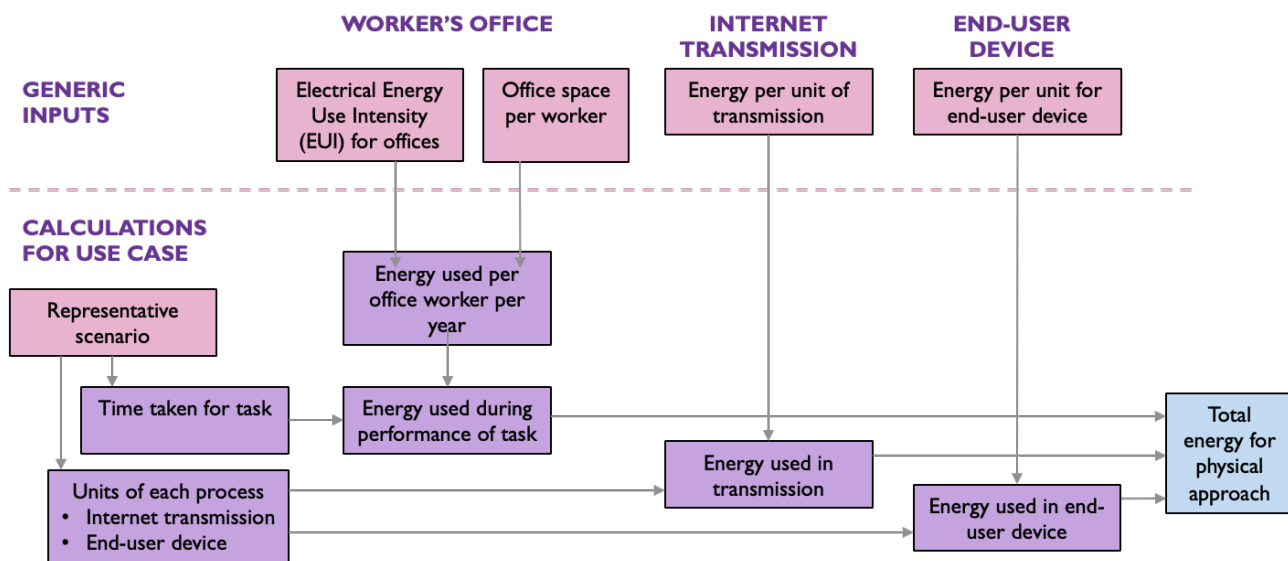 WORKER'S OFFICE
INTERNET
TRANSMISSION
END-USER
DEVICE
GENERIC
INPUTS
Electrical Energy
Use Intensity
(EUI) for offices
Office space
per worker
Energy per unit of
transmission
Energy per unit for
end-user device
CALCULATIONS
FOR USE CASE
Energy used per
office worker per
year
Representative
scenario
Time taken for task
Energy used during
performance of task
Total
energy for
physical
approach
Energy used in
transmission
Units of each process
• Internet transmission
• End-user device
Energy used in end-
user device